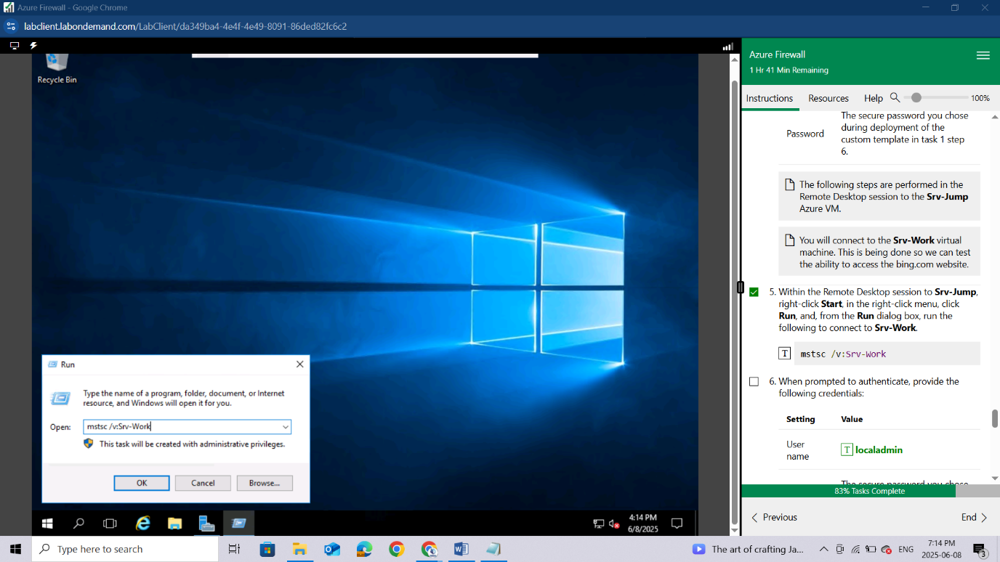 Azure Firewall - Google Chrome
labclient.labondemand.com/LabClient/da349ba4-4e4f-4e49-8091-86ded82fc6c2
Recycle Bin
Run
Type the name of a program, folder, document, or Internet
resource, and Windows will open it for you.
Open:
mstsc /v:Srv-Work
This task will be created with administrative privileges.
OK
Cancel
Browse...
4:14 PM
6/8/2025
Azure Firewall
1 Hr 41 Min Remaining
Instructions
Resources
Help
100%
Password
The secure password you chose
during deployment of the
custom template in task 1 step
6.
The following steps are performed in the
Remote Desktop session to the Srv-Jump
Azure VM.
You will connect to the Srv-Work virtual
machine. This is being done so we can test
the ability to access the bing.com website.
5. Within the Remote Desktop session to Srv-Jump,
right-click Start, in the right-click menu, click
Run, and, from the Run dialog box, run the
following to connect to Srv-Work.
T mstsc /v:Srv-Work
6. When prompted to authenticate, provide the
following credentials:
Setting Value
User
name
T localadmin
The secure password you chose
83% Tasks Complete
Previous
End
Type here to search
The art of crafting Ja...
ENG
7:14 PM
2025-06-08
3